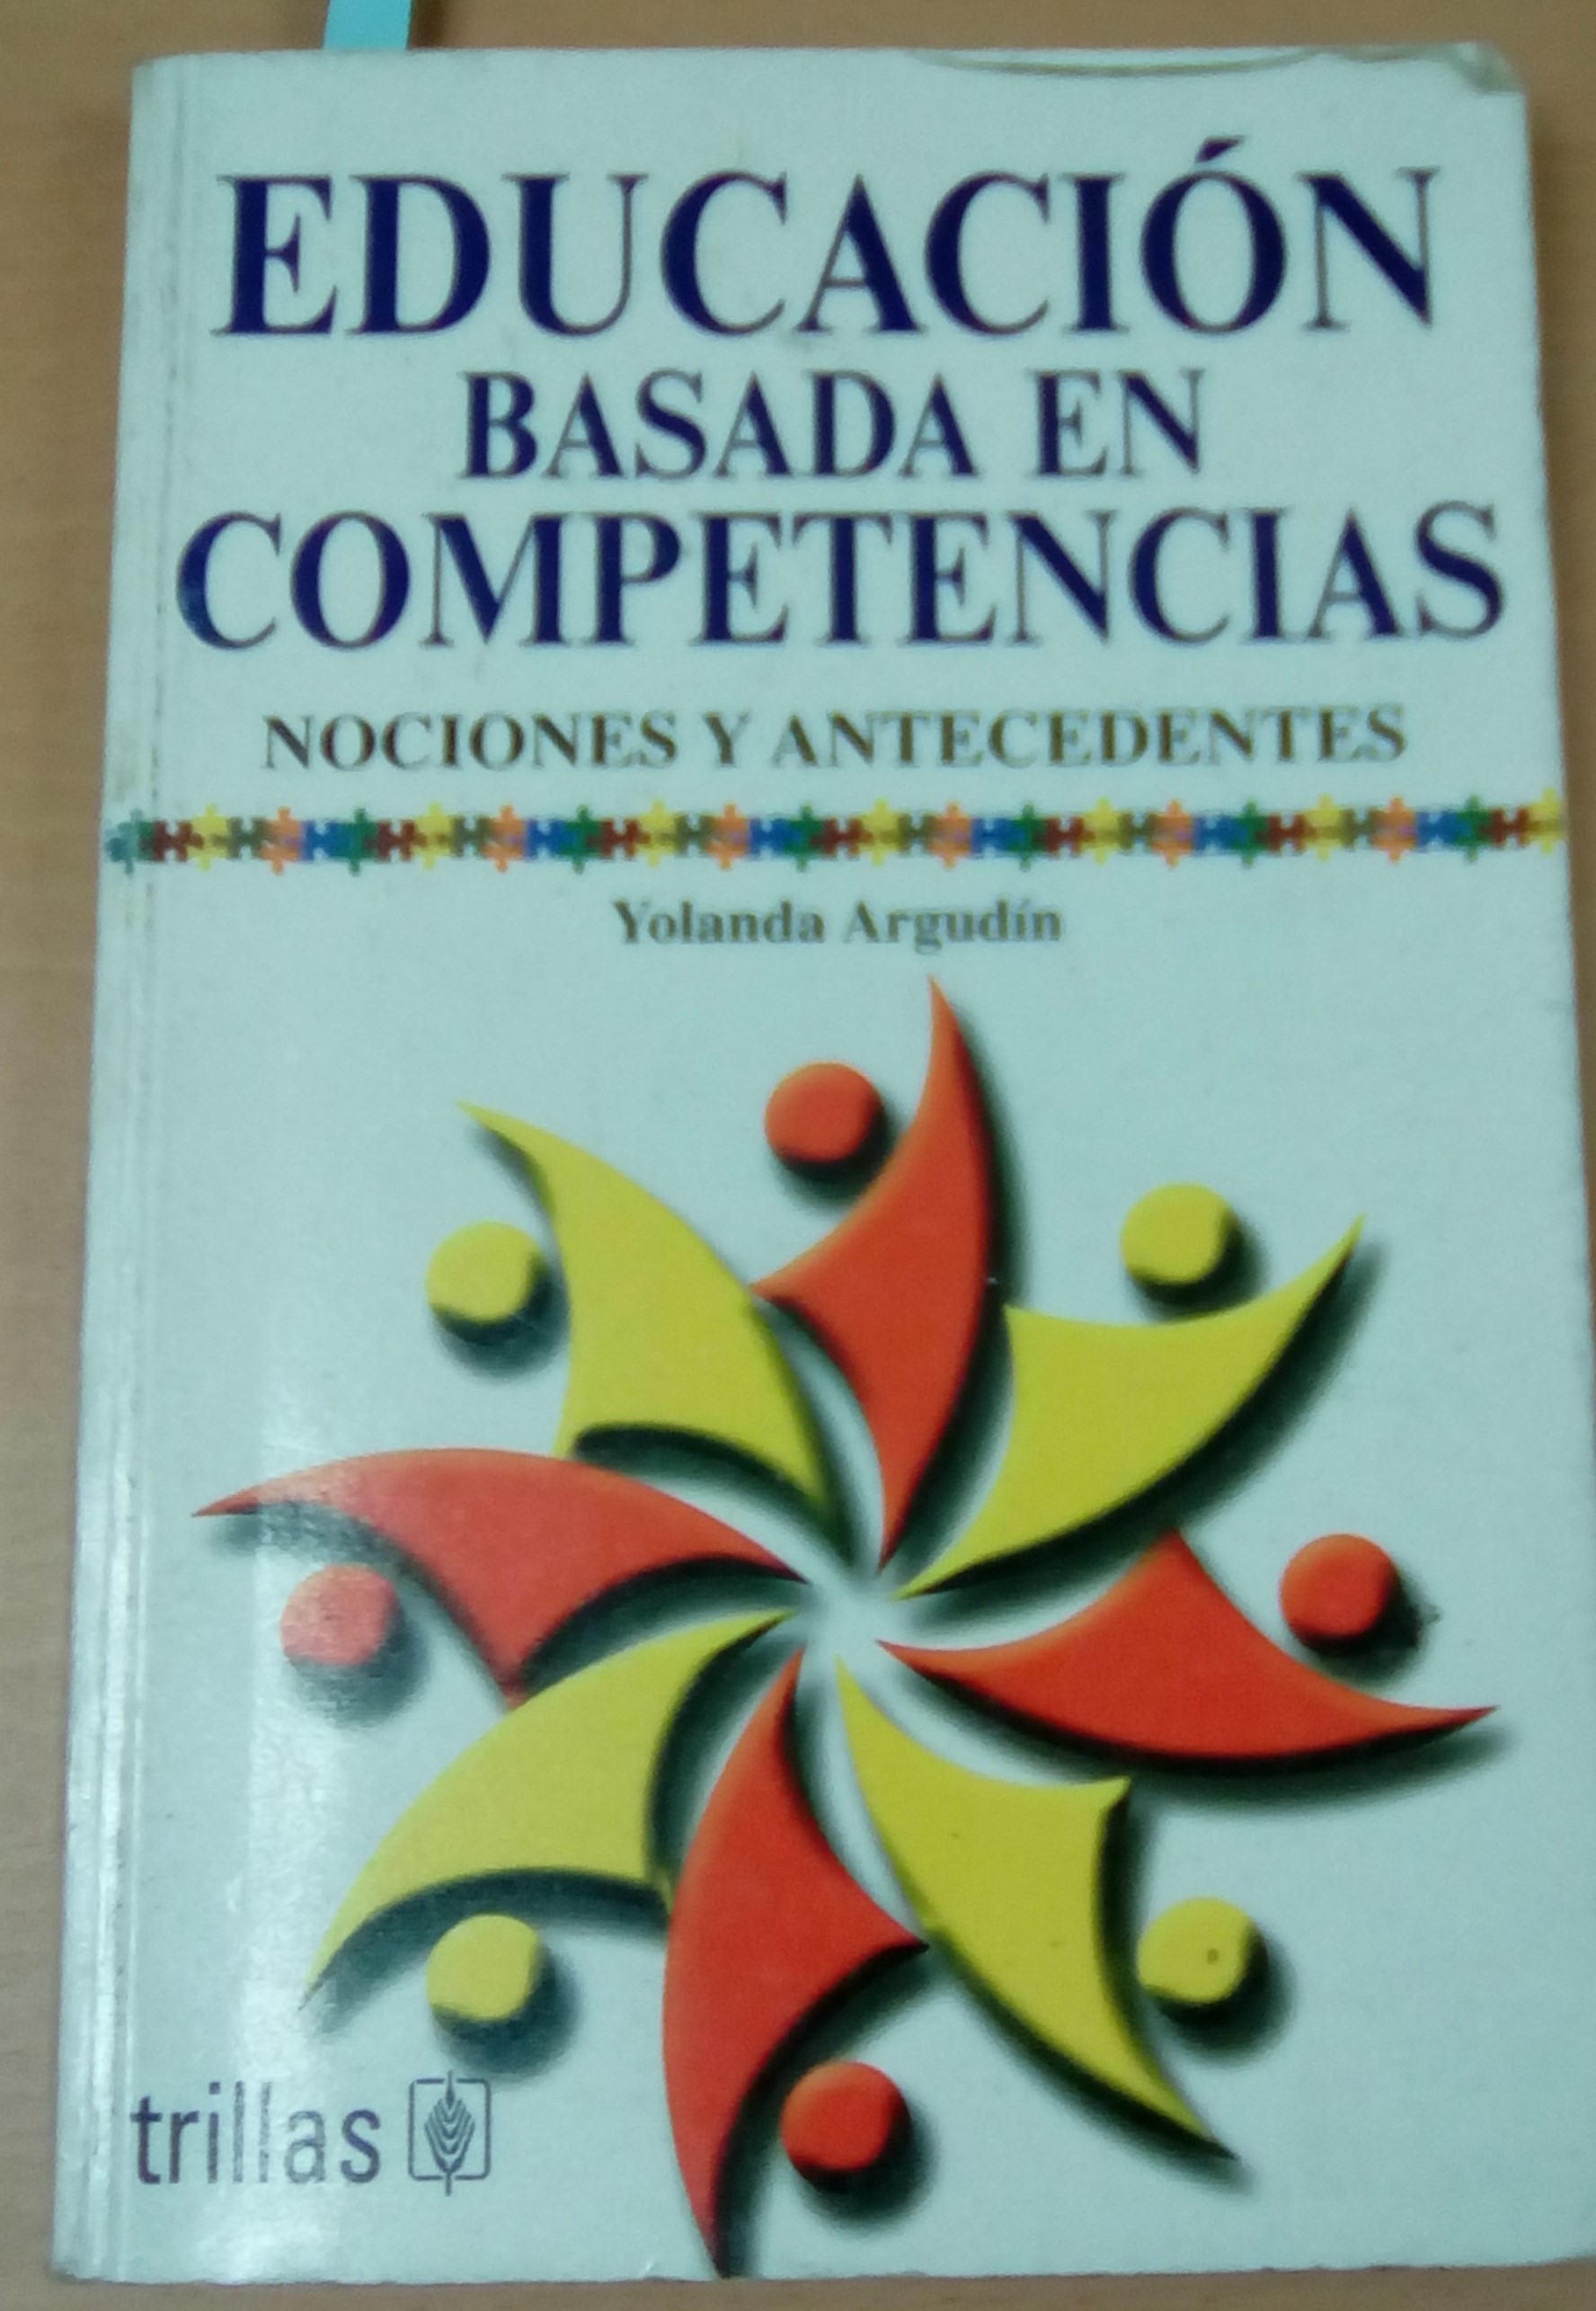 EDUCACIÓN
BASADA EN
COMPETENCIAS
NOCIONES Y ANTECEDENTES
Yolanda Argudín
trillas